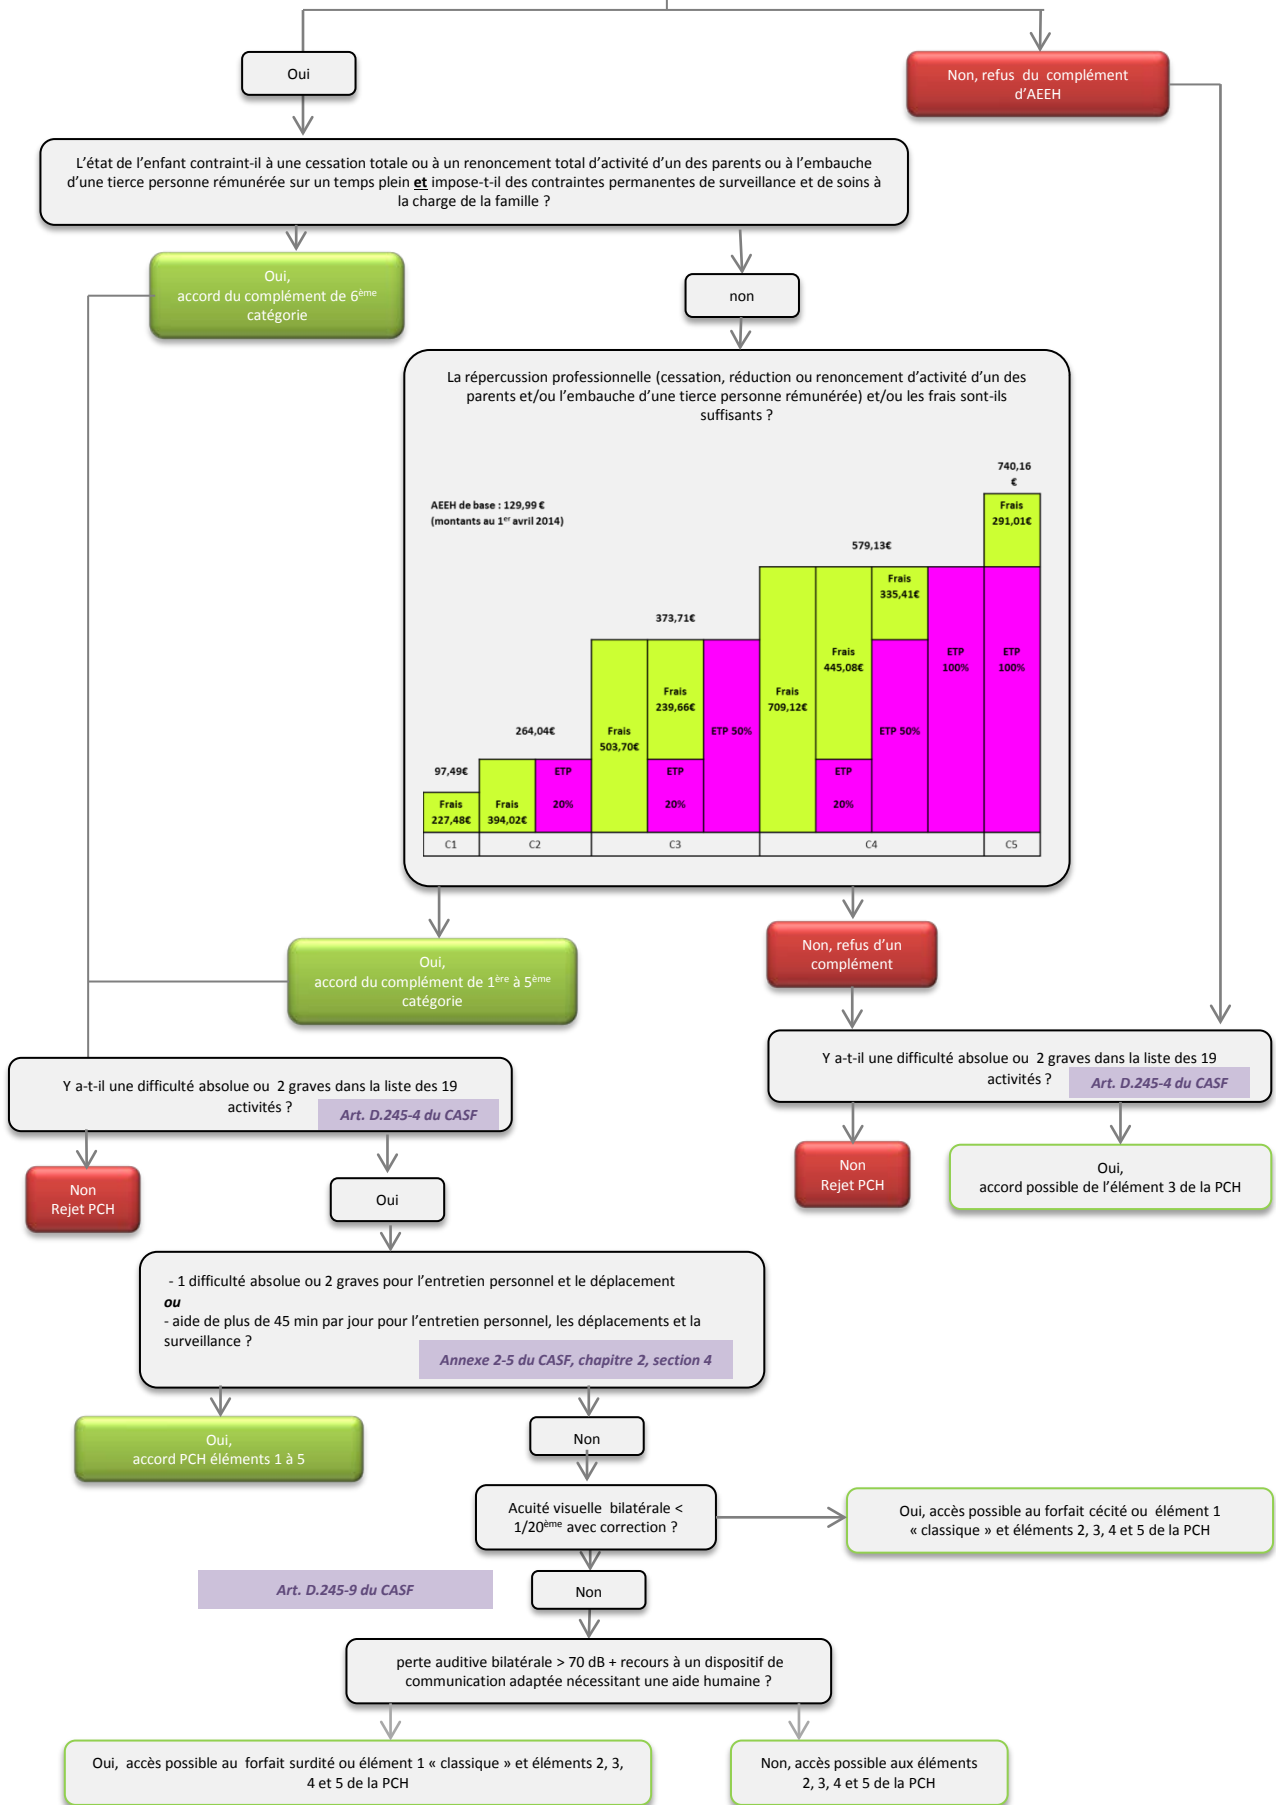 Oui
Non, refus du complément
d'AEEH
L'état de l'enfant contraint-il à une cessation totale ou à un renoncement total d'activité d'un des parents ou à l'embauche
d'une tierce personne rémunérée sur un temps plein et impose-t-il des contraintes permanentes de surveillance et de soins à
la charge de la famille ?
Oui,
accord du complément de 6ème
catégorie
non
La répercussion professionnelle (cessation, réduction ou renoncement d'activité d'un des
parents et/ou l'embauche d'une tierce personne rémunérée) et/ou les frais sont-ils
suffisants ?
AEEH de base : 129,99 €
(montants au 1er avril 2014)
97,49€
Frais
227,48€
C1
264,04€
Frais
394,02€
ETP
20%
C2
373,71€
Frais
503,70€
Frais
239,66€
ETP
20%
ETP 50%
C3
579,13€
Frais
709,12€
Frais
445,08€
ETP
20%
Frais
335,41€
ETP 50%
ETP
100%
C4
740,16
€
Frais
291,01€
ETP
100%
C5
Oui,
accord du complément de 1ère à 5ème
catégorie
Non, refus d'un
complément
Y a-t-il une difficulté absolue ou 2 graves dans la liste des 19
activités ?
Art. D.245-4 du CASF
Y a-t-il une difficulté absolue ou 2 graves dans la liste des 19
activités ?
Art. D.245-4 du CASF
Non
Rejet PCH
Oui
Non
Rejet PCH
Oui,
accord possible de l'élément 3 de la PCH
- 1 difficulté absolue ou 2 graves pour l'entretien personnel et le déplacement
ou
- aide de plus de 45 min par jour pour l'entretien personnel, les déplacements et la
surveillance ?
Annexe 2-5 du CASF, chapitre 2, section 4
Oui,
accord PCH éléments 1 à 5
Non
Acuité visuelle bilatérale <
1/20ème avec correction ?
Oui, accès possible au forfait cécité ou élément 1
« classique » et éléments 2, 3, 4 et 5 de la PCH
Art. D.245-9 du CASF
Non
perte auditive bilatérale > 70 dB + recours à un dispositif de
communication adaptée nécessitant une aide humaine ?
Oui, accès possible au forfait surdité ou élément 1 « classique » et éléments 2, 3,
4 et 5 de la PCH
Non, accès possible aux éléments
2, 3, 4 et 5 de la PCH